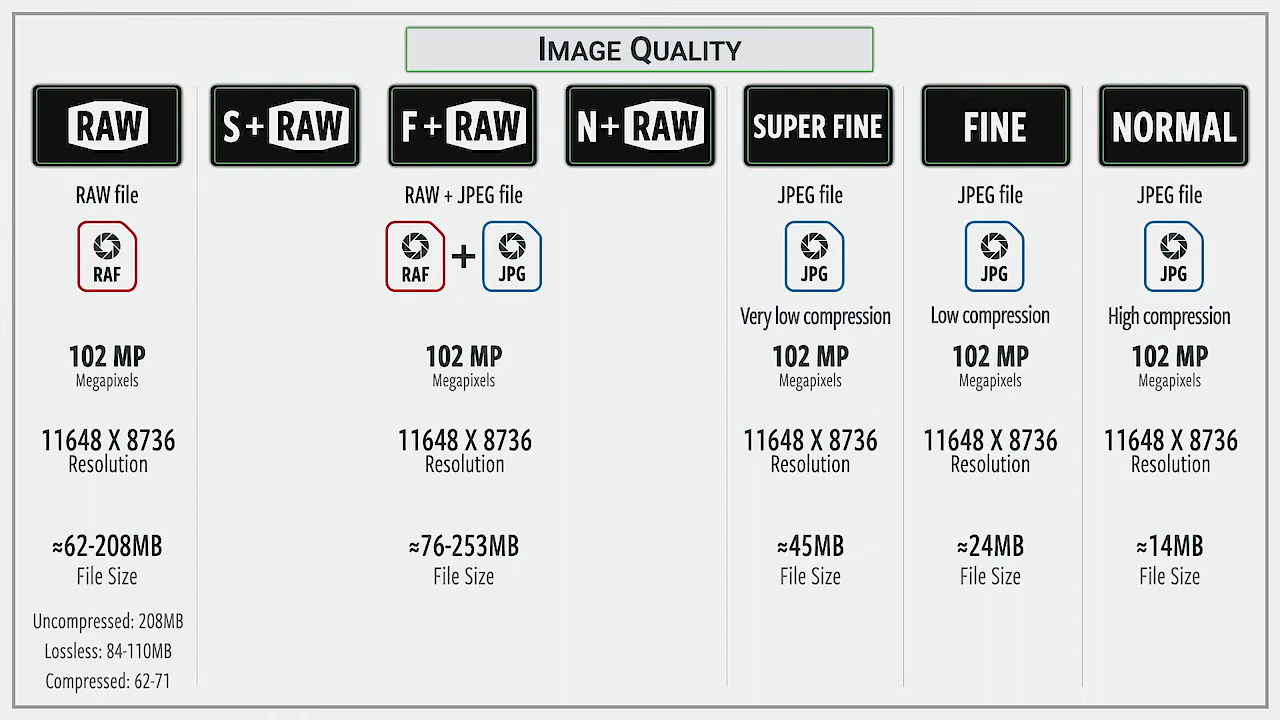 IMAGE QUALITY
RAW
S+RAW
F+RAW
N+RAW
SUPER FINE
FINE
NORMAL
RAW file
RAW + JPEG file
JPEG file
JPEG file
JPEG file
RAF
RAF
+
JPG
JPG
JPG
JPG
Very low compression
Low compression
High compression
102 MP
102 MP
102 MP
102 MP
102 MP
Megapixels
Megapixels
Megapixels
Megapixels
Megapixels
11648 X 8736
11648 X 8736
11648 X 8736
11648 X 8736
11648 X 8736
Resolution
Resolution
Resolution
Resolution
Resolution
≈62-208MB
≈76-253MB
≈45MB
≈24MB
≈14MB
File Size
File Size
File Size
File Size
File Size
Uncompressed: 208MB
Lossless: 84-110MB
Compressed: 62-71